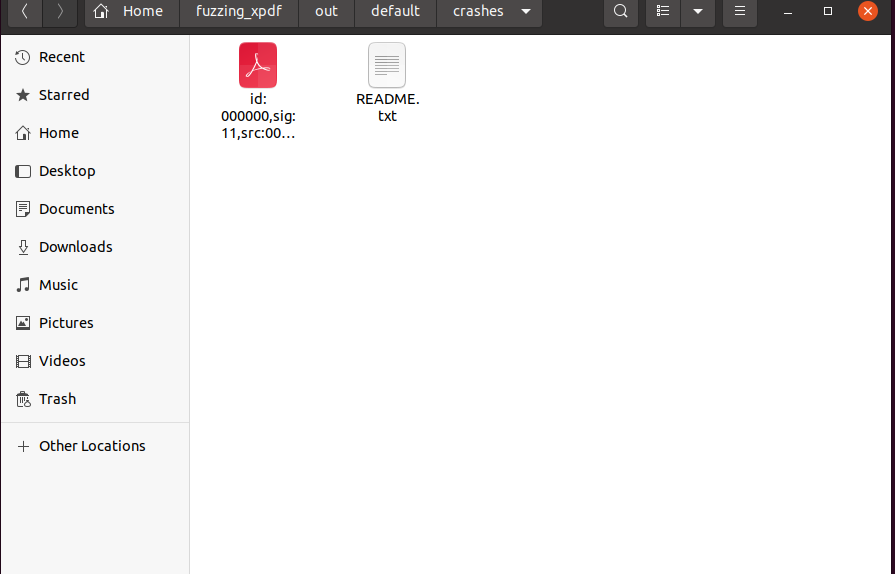 Home fuzzing_xpdf out default crashes
Recent
Starred
Home
Desktop
Documents
Downloads
Music
Pictures
Videos
Trash
Other Locations
id:
000000,sig:
11,src:00...
README.
txt